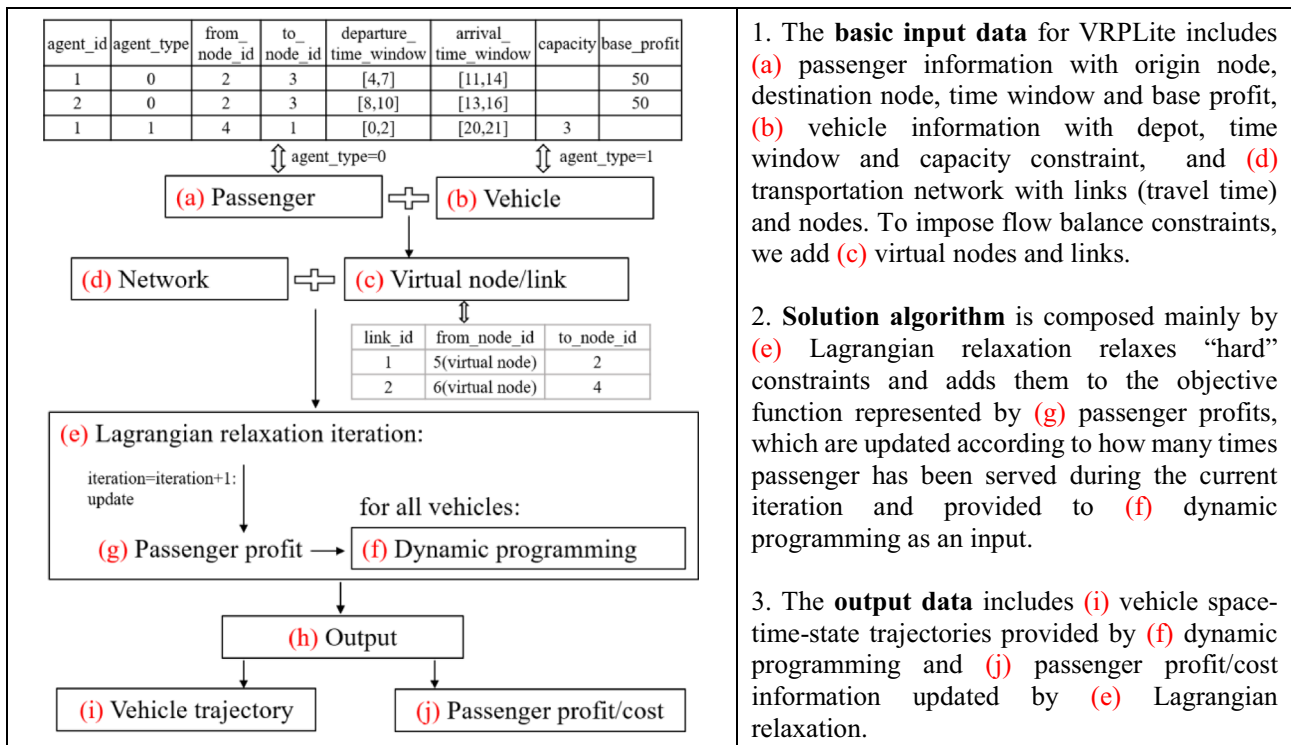 agent_id agent_type from_node_id to_node_id departure_time_window arrival_time_window capacity base_profit
1 0 2 3 [4,7] [11,14] 50
2 0 2 3 [8,10] [13,16] 50
1 1 4 1 [0,2] [20,21] 3
agent_type=0 agent_type=1
(a) Passenger
(b) Vehicle
(d) Network
(c) Virtual node/link
link_id from_node_id to_node_id
1 5(virtual node) 2
2 6(virtual node) 4
(e) Lagrangian relaxation iteration:
iteration=iteration+1:
update
for all vehicles:
(g) Passenger profit
(f) Dynamic programming
(h) Output
(i) Vehicle trajectory
(j) Passenger profit/cost
1. The basic input data for VRPLite includes
(a) passenger information with origin node,
destination node, time window and base profit,
(b) vehicle information with depot, time
window and capacity constraint, and (d)
transportation network with links (travel time)
and nodes. To impose flow balance constraints,
we add (c) virtual nodes and links.
2. Solution algorithm is composed mainly by
(e) Lagrangian relaxation relaxes “hard”
constraints and adds them to the objective
function represented by (g) passenger profits,
which are updated according to how many times
passenger has been served during the current
iteration and provided to (f) dynamic
programming as an input.
3. The output data includes (i) vehicle space-
time-state trajectories provided by (f) dynamic
programming and (j) passenger profit/cost
information updated by (e) Lagrangian
relaxation.